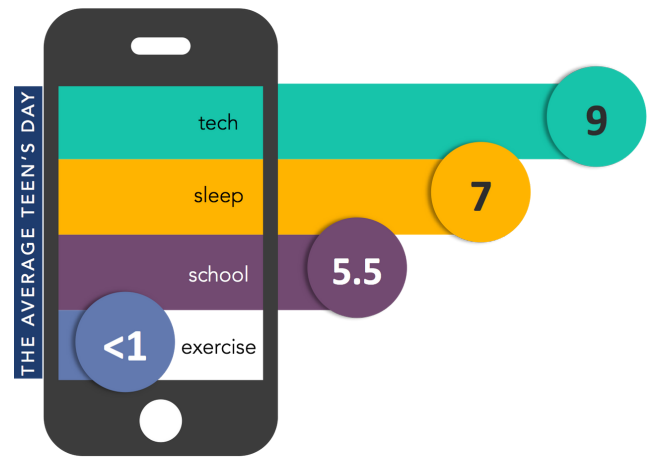 THE AVERAGE TEEN'S DAY
tech
9
sleep
7
school
5.5
<1
exercise